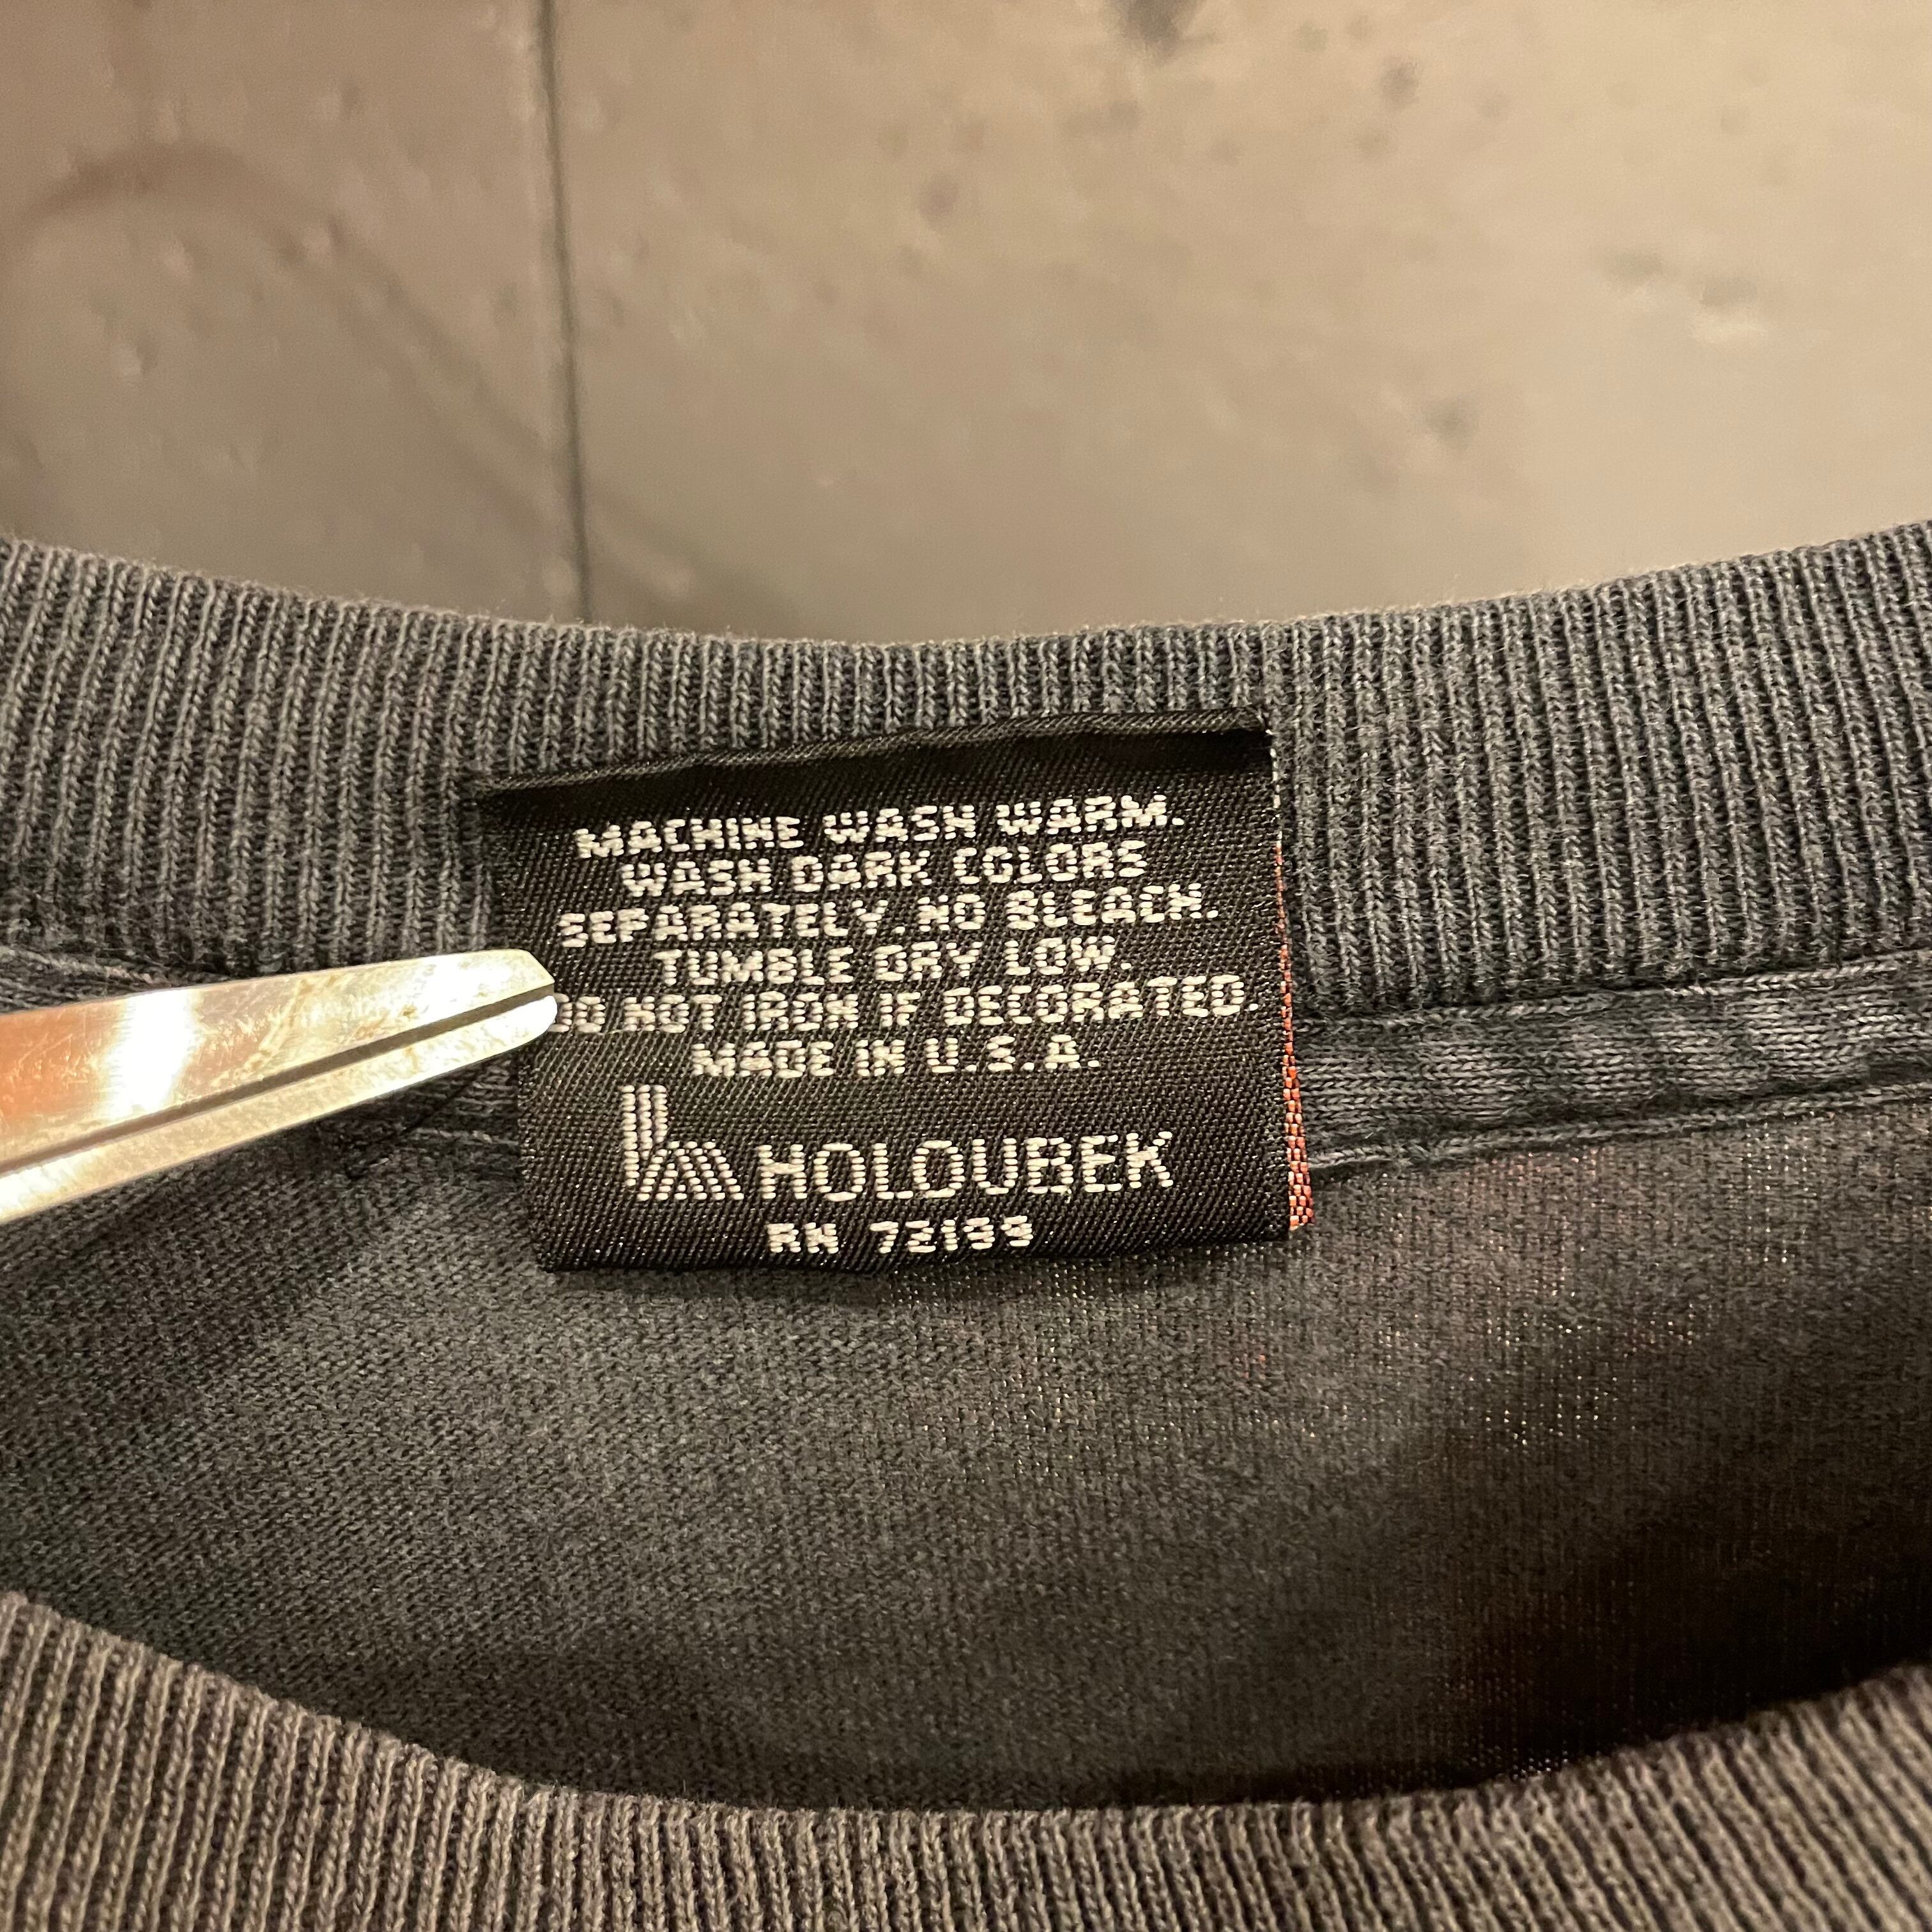 MACHINE WASH WARM.
WASH DARK COLORS
SEPARATELY. NO BLEACH.
TUMBLE DRY LOW.
DO NOT IRON IF DECORATED.
MADE IN U.S.A.
HOLOUBEK
RN 72199